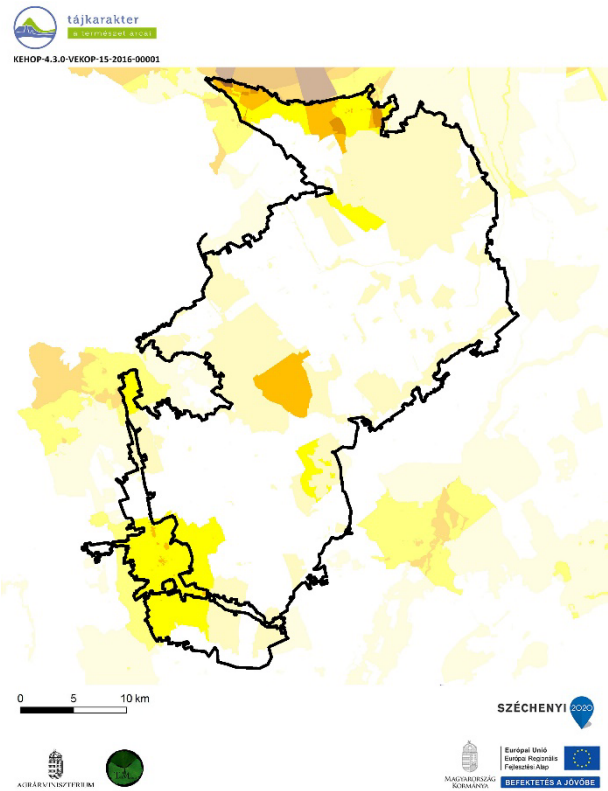 tájkarakter
a természet arcai
KEHOP-4.3.0-VEKOP-15-2016-00001
0 5 10 km
SZÉCHENYI 2020
AGRÁRMINISZTÉRIUM
MAGYARORSZÁG
KORMÁNYA
Európai Unió
Európai Regionális
Fejlesztési Alap
BEFEKTETÉS A JÖVŐBE